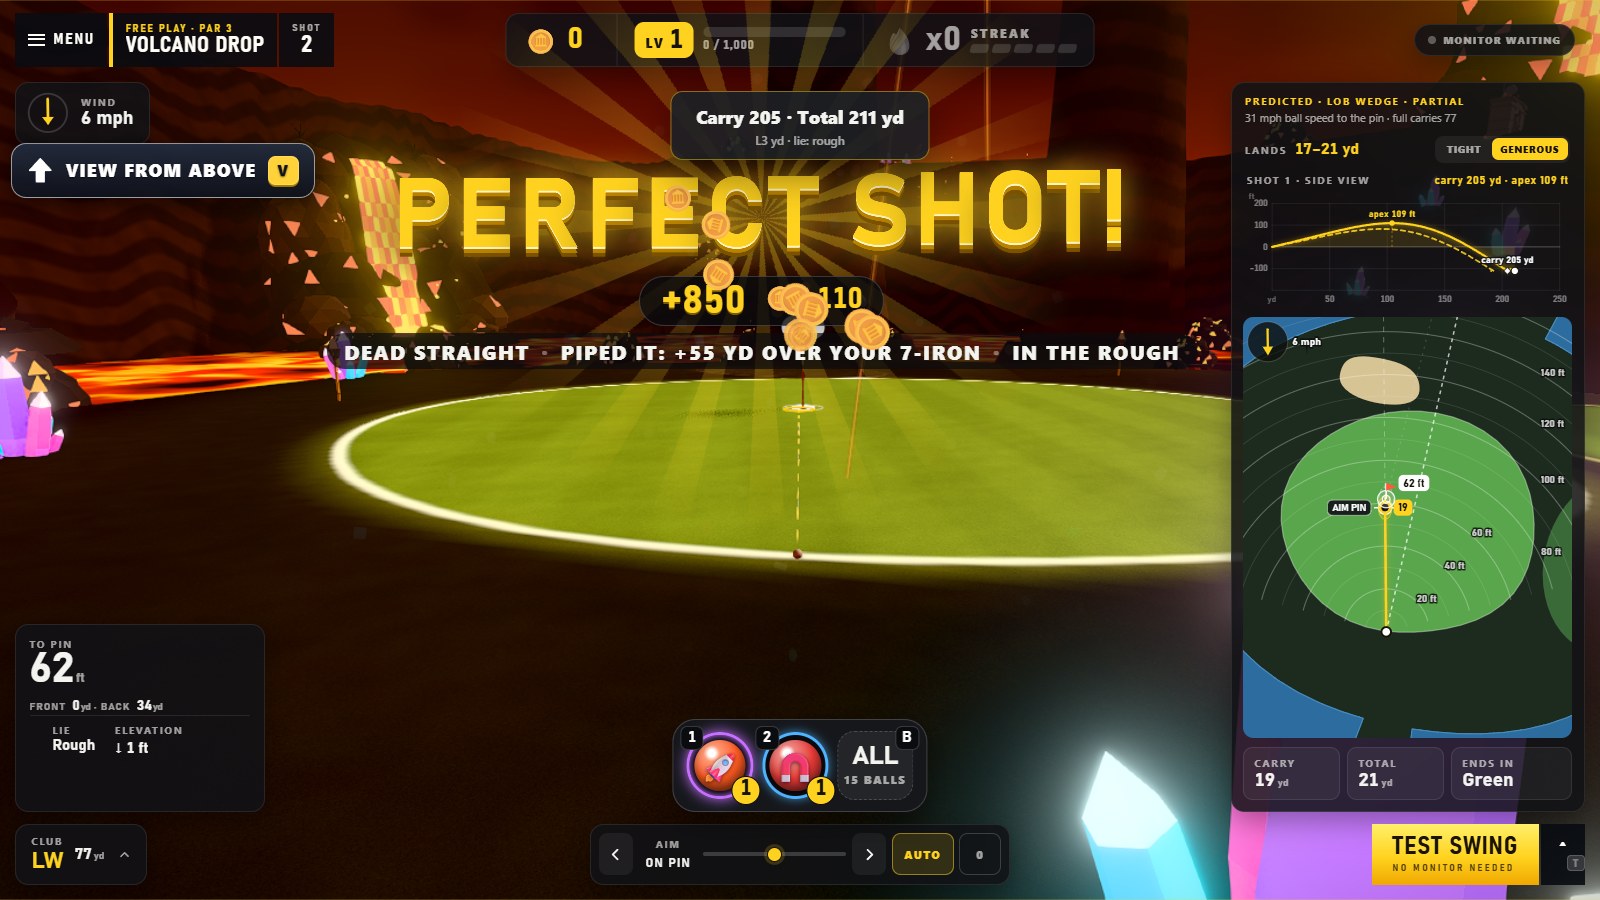 MENU
FREE PLAY · PAR 3
VOLCANO DROP
SHOT
2
0
LV 1
0 / 1,000
x0
STREAK
MONITOR WAITING
WIND
6 mph
VIEW FROM ABOVE
V
Carry 205 · Total 211 yd
L3 yd · lie: rough
PERFECT SHOT!
+850
110
DEAD STRAIGHT · PIPED IT: +55 YD OVER YOUR 7-IRON · IN THE ROUGH
PREDICTED · LOB WEDGE · PARTIAL
31 mph ball speed to the pin · full carries 77
LANDS 17–21 yd
TIGHT
GENEROUS
SHOT 1 · SIDE VIEW
carry 205 yd · apex 109 ft
ft
200
100
0
-100
apex 109 ft
carry 205 yd
yd
50
100
150
200
250
6 mph
140 ft
120 ft
100 ft
80 ft
60 ft
40 ft
20 ft
62 ft
AIM PIN
19
CARRY
19 yd
TOTAL
21 yd
ENDS IN
Green
TO PIN
62 ft
FRONT 0yd · BACK 34yd
LIE
Rough
ELEVATION
↓ 1 ft
1
1
2
1
B
ALL
15 BALLS
CLUB
LW
77 yd
AIM
ON PIN
AUTO
0
TEST SWING
NO MONITOR NEEDED
T